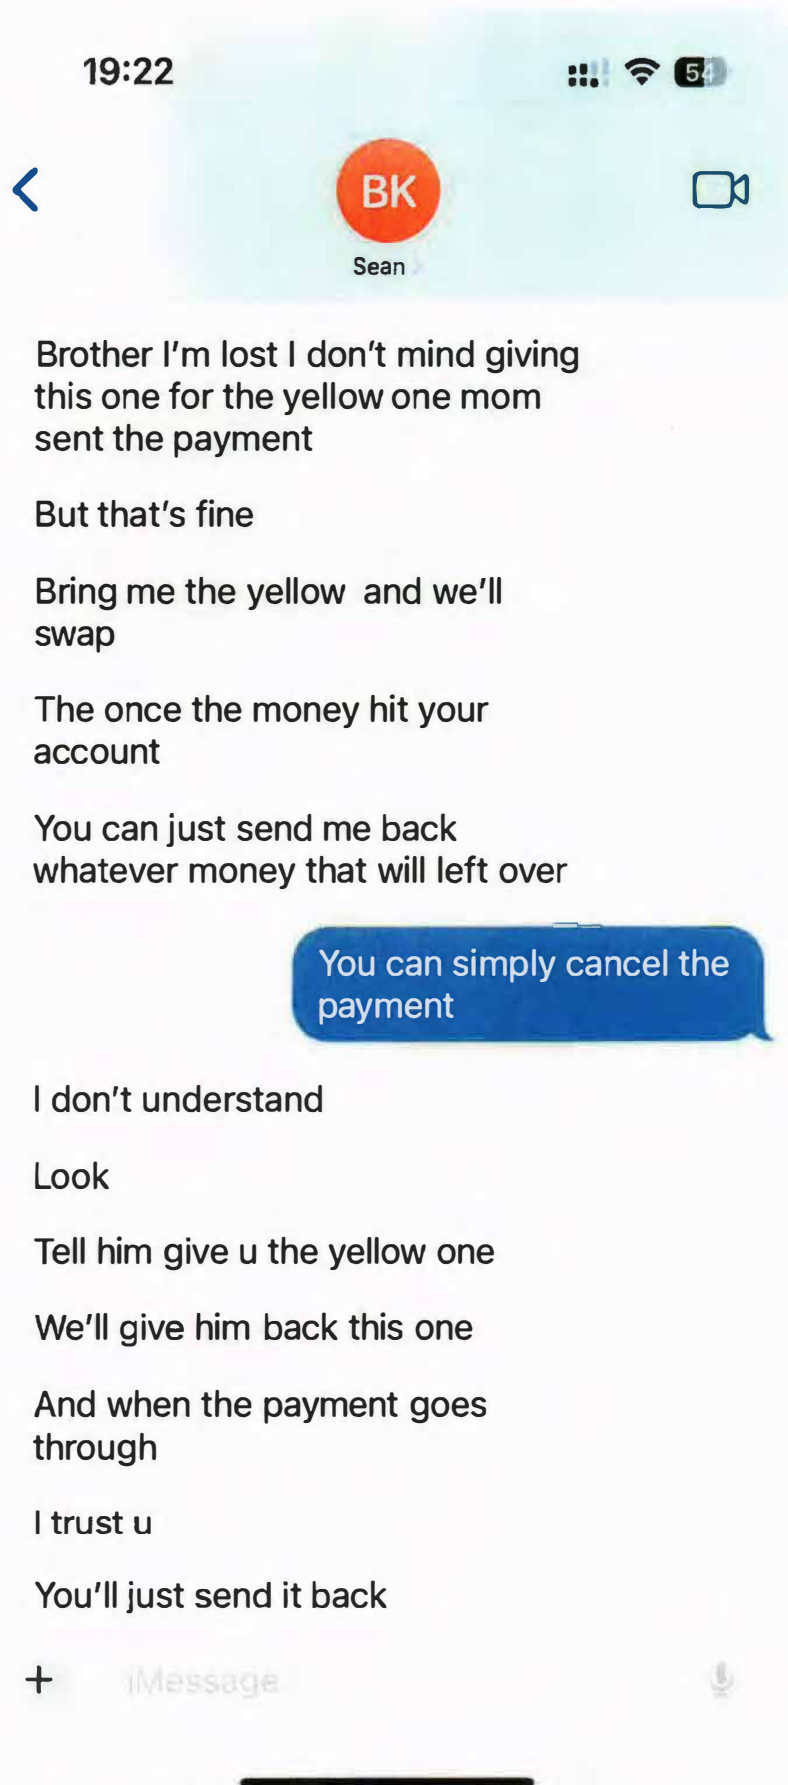 19:22
54
BK
Sean
Brother I'm lost I don't mind giving
this one for the yellow one mom
sent the payment
But that's fine
Bring me the yellow and we'll
swap
The once the money hit your
account
You can just send me back
whatever money that will left over
You can simply cancel the
payment
I don't understand
Look
Tell him give u the yellow one
We'll give him back this one
And when the payment goes
through
I trust u
You'll just send it back
iMessage